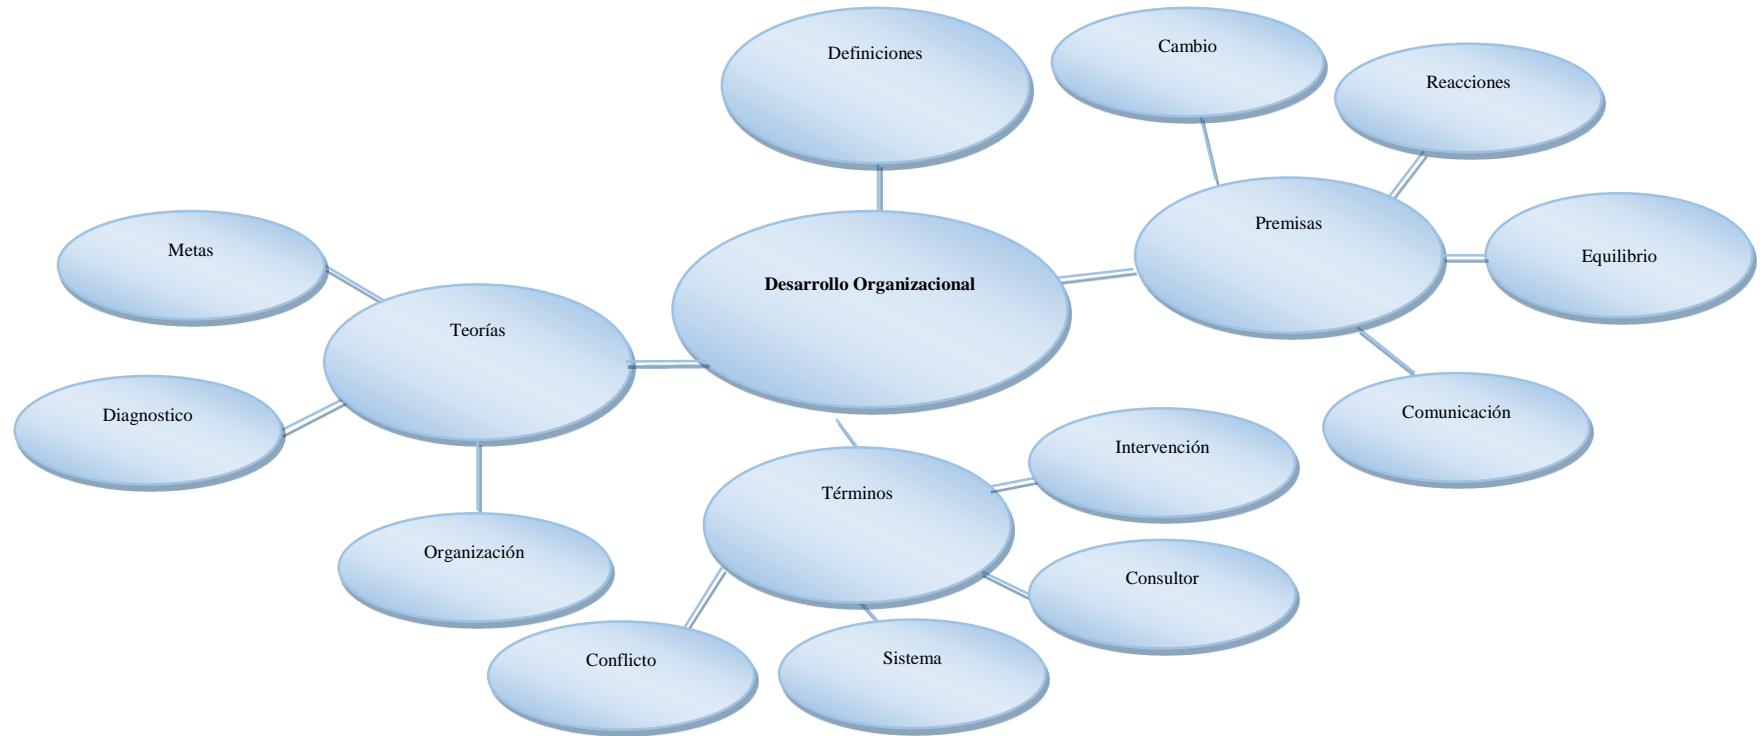 Definiciones
Cambio
Reacciones
Premisas
Equilibrio
Comunicación
Desarrollo Organizacional
Metas
Teorías
Diagnostico
Organización
Términos
Intervención
Consultor
Sistema
Conflicto